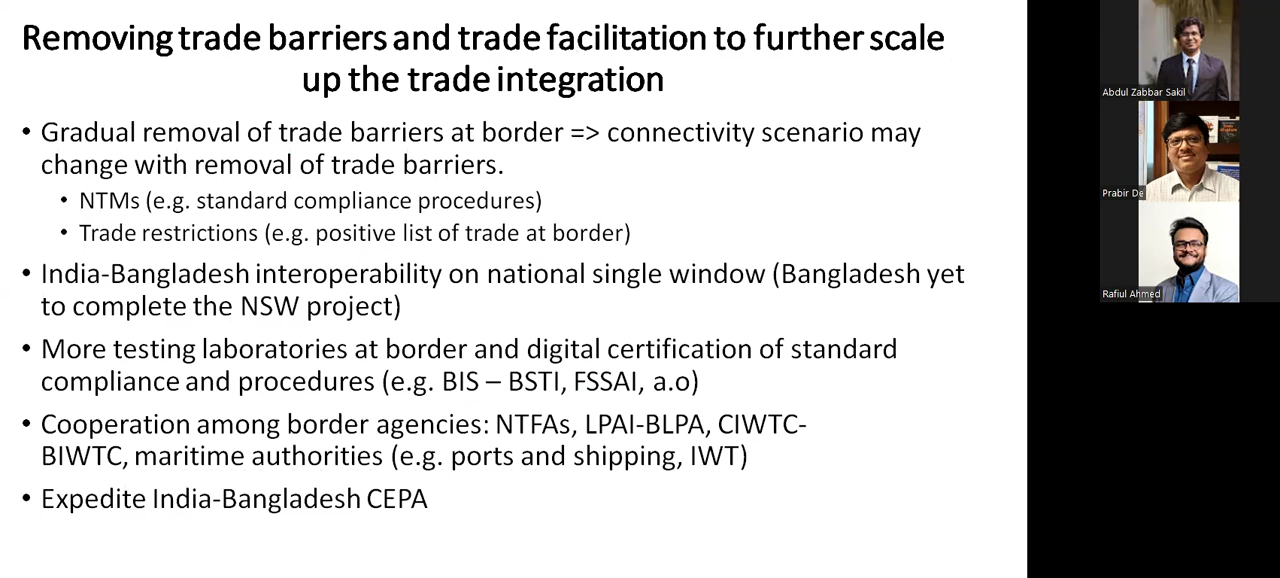 Removing trade barriers and trade facilitation to further scale
up the trade integration
• Gradual removal of trade barriers at border => connectivity scenario may
change with removal of trade barriers.
• NTMs (e.g. standard compliance procedures)
• Trade restrictions (e.g. positive list of trade at border)
• India-Bangladesh interoperability on national single window (Bangladesh yet
to complete the NSW project)
• More testing laboratories at border and digital certification of standard
compliance and procedures (e.g. BIS – BSTI, FSSAI, a.o)
• Cooperation among border agencies: NTFAs, LPAI-BLPA, CIWTC-
BIWTC, maritime authorities (e.g. ports and shipping, IWT)
• Expedite India-Bangladesh CEPA
Abdul Zabbar Sakil
Prabir De
Rafiul Ahmed